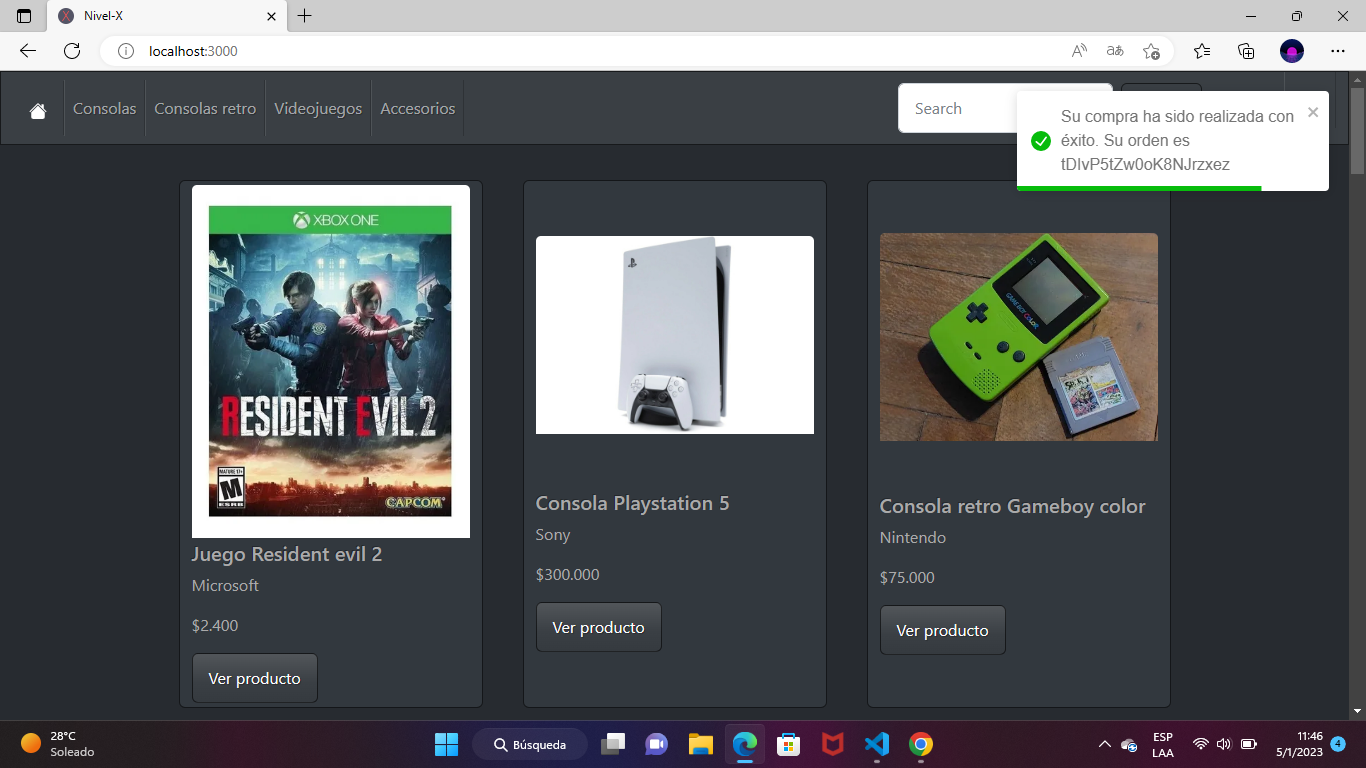 Nivel-X
localhost:3000
Consolas
Consolas retro
Videojuegos
Accesorios
Search
Su compra ha sido realizada con
éxito. Su orden es
tDIvP5tZw0oK8NJrzxez
XBOX ONE
RESIDENT EVIL 2
MATURE 17+
M
ESRB
CAPCOM
Juego Resident evil 2
Microsoft
$2.400
Ver producto
Consola Playstation 5
Sony
$300.000
Ver producto
GAME BOY COLOR
Consola retro Gameboy color
Nintendo
$75.000
Ver producto
28°C
Soleado
Búsqueda
ESP
LAA
11:46
5/1/2023
4